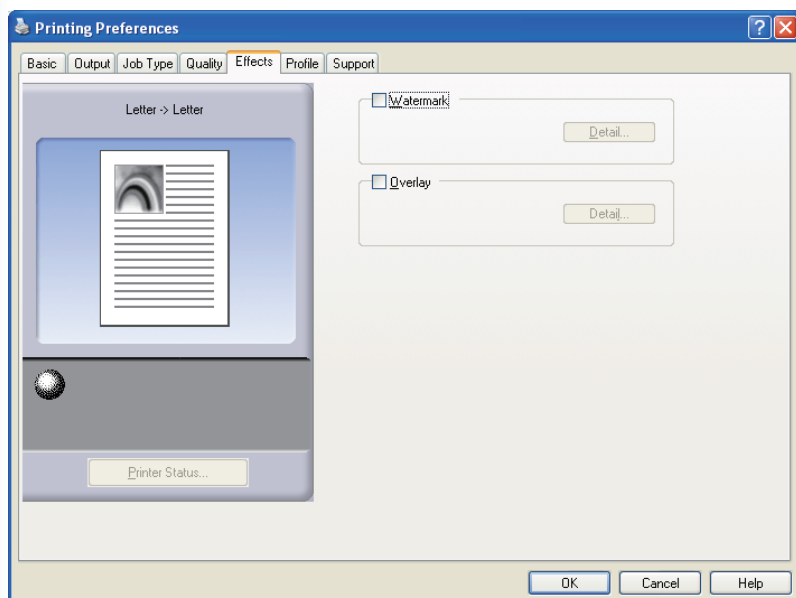 Printing Preferences
Basic Output Job Type Quality Effects Profile Support
Letter -> Letter
Watermark
Detail...
Overlay
Detail...
Printer Status...
OK Cancel Help